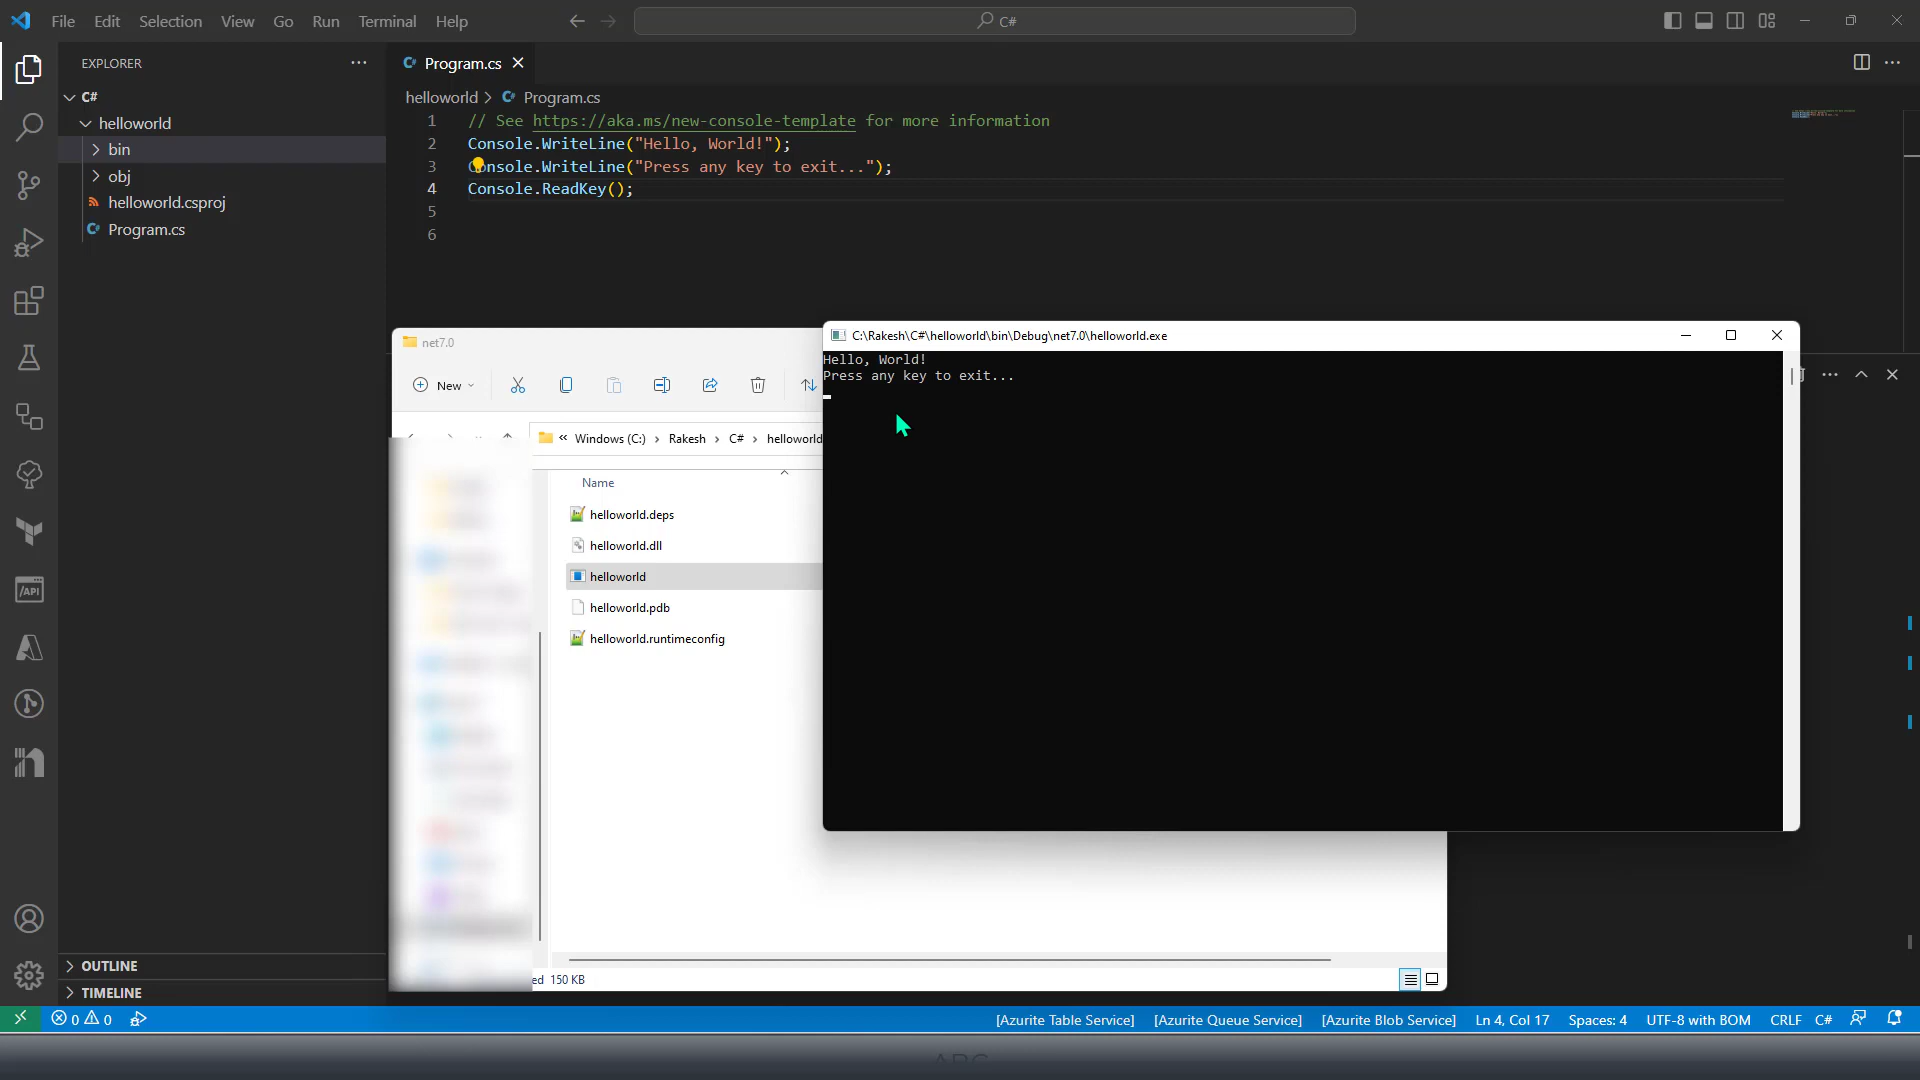 File Edit Selection View Go Run Terminal Help
C#
EXPLORER
C#
helloworld
bin
obj
helloworld.csproj
Program.cs
OUTLINE
TIMELINE
Program.cs
helloworld > Program.cs
1 // See https://aka.ms/new-console-template for more information
2 Console.WriteLine("Hello, World!");
3 Console.WriteLine("Press any key to exit...");
4 Console.ReadKey();
5
6
net7.0
New
« Windows (C:) > Rakesh > C# > helloworld
Name
helloworld.deps
helloworld.dll
helloworld
helloworld.pdb
helloworld.runtimeconfig
ed 150 KB
C:\Rakesh\C#\helloworld\bin\Debug\net7.0\helloworld.exe
Hello, World!
Press any key to exit...
/API
0 0
[Azurite Table Service] [Azurite Queue Service] [Azurite Blob Service] Ln 4, Col 17 Spaces: 4 UTF-8 with BOM CRLF C#